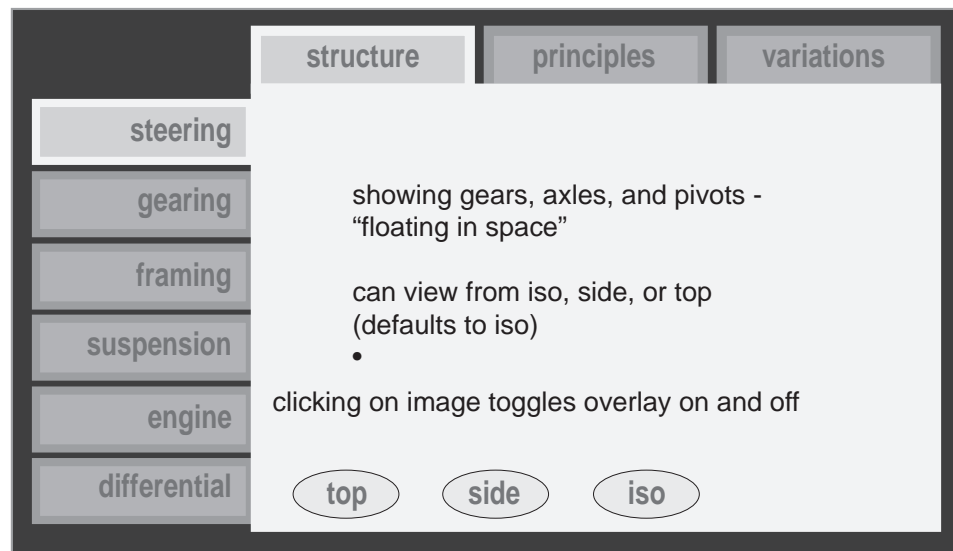 structure principles variations
steering
gearing
framing
suspension
engine
differential
showing gears, axles, and pivots -
“floating in space”
can view from iso, side, or top
(defaults to iso)
•
clicking on image toggles overlay on and off
top side iso